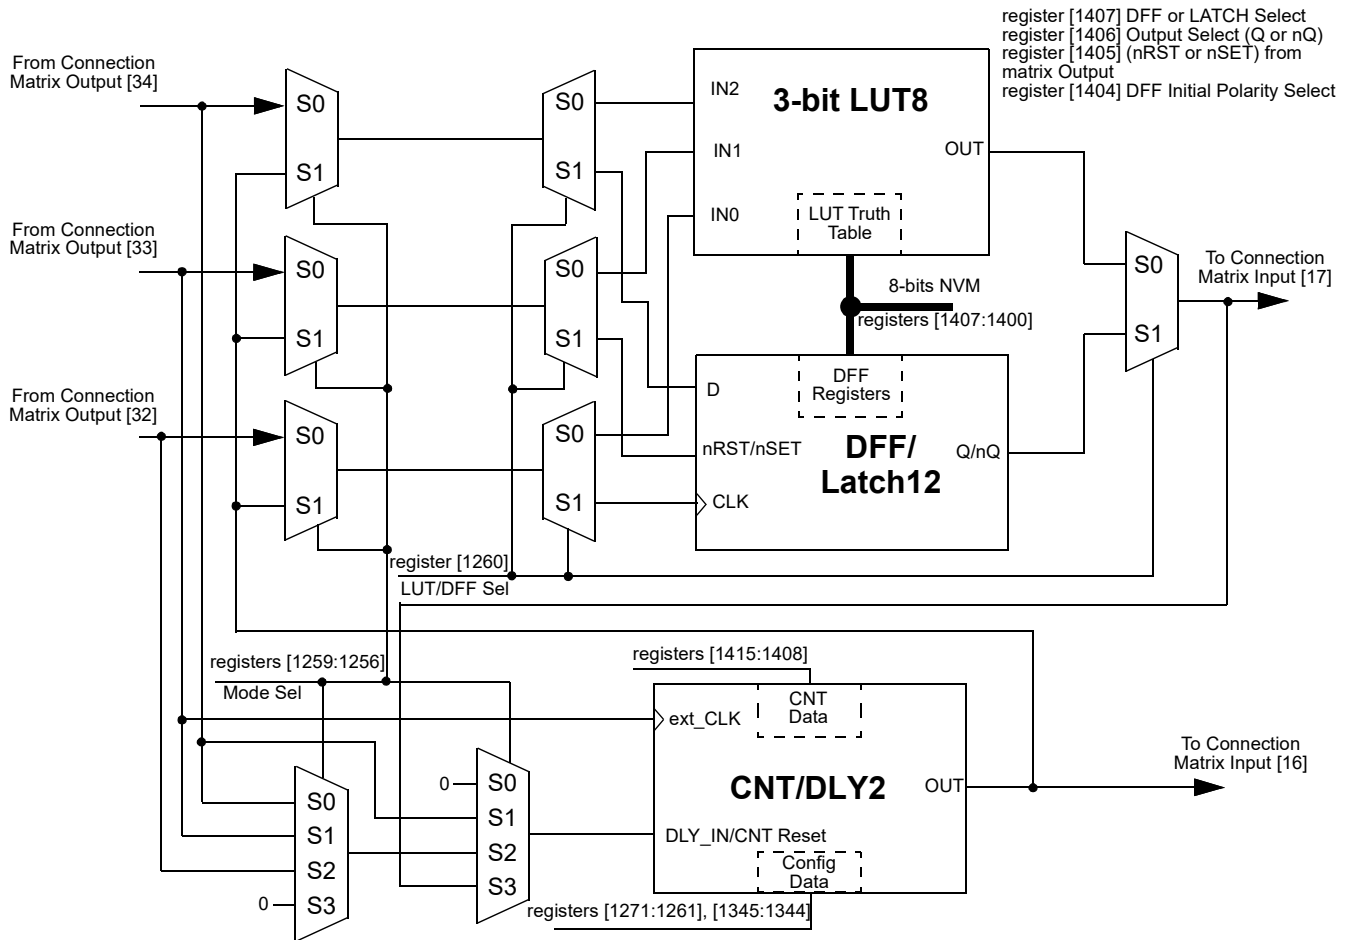 register [1407] DFF or LATCH Select
register [1406] Output Select (Q or nQ)
register [1405] (nRST or nSET) from
matrix Output
register [1404] DFF Initial Polarity Select
From Connection
Matrix Output [34]
S0
S1
S0
S1
IN2
3-bit LUT8
IN1
OUT
IN0
LUT Truth
Table
From Connection
Matrix Output [33]
S0
S1
S0
S1
8-bits NVM
registers [1407:1400]
S0
S1
To Connection
Matrix Input [17]
From Connection
Matrix Output [32]
S0
S1
S0
S1
DFF
Registers
D
nRST/nSET
DFF/
Latch12
Q/nQ
CLK
register [1260]
LUT/DFF Sel
registers [1259:1256]
Mode Sel
registers [1415:1408]
CNT
Data
ext_CLK
CNT/DLY2
OUT
To Connection
Matrix Input [16]
DLY_IN/CNT Reset
Config
Data
0
S0
S1
S2
S3
S0
S1
S2
0
S3
registers [1271:1261], [1345:1344]